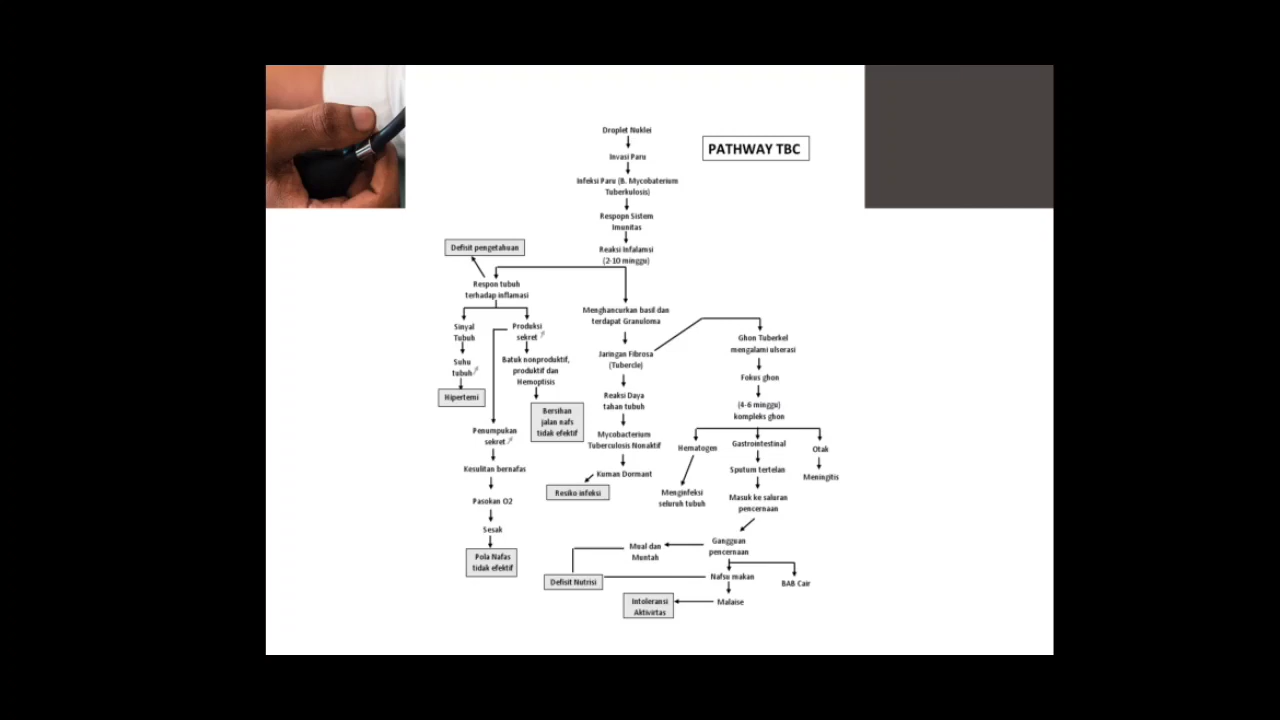 Droplet Nuklei
PATHWAY TBC
Invasi Paru
Infeksi Paru (B. Mycobaterium
Tuberkulosis)
Respopn Sistem
Imunitas
Reaksi Infalamsi
(2-10 minggu)
Defisit pengetahuan
Respon tubuh
terhadap inflamasi
Sinyal
Tubuh
Suhu
tubuh
Hipertemi
Produksi
sekret
Batuk nonproduktif,
produktif dan
Hemoptisis
Bersihan
jalan nafs
tidak efektif
Penumpukan
sekret
Kesulitan bernafas
Pasokan O2
Sesak
Pola Nafas
tidak efektif
Menghancurkan basil dan
terdapat Granuloma
Jaringan Fibrosa
(Tubercle)
Reaksi Daya
tahan tubuh
Mycobacterium
Tuberculosis Nonaktif
Kuman Dormant
Resiko infeksi
Ghon Tuberkel
mengalami ulserasi
Fokus ghon
(4-6 minggu)
kompleks ghon
Hematogen
Menginfeksi
seluruh tubuh
Gastrointestinal
Sputum tertelan
Masuk ke saluran
pencernaan
Otak
Meningitis
Gangguan
pencernaan
Mual dan
Muntah
Defisit Nutrisi
Nafsu makan
BAB Cair
Malaise
Intoleransi
Aktivirtas